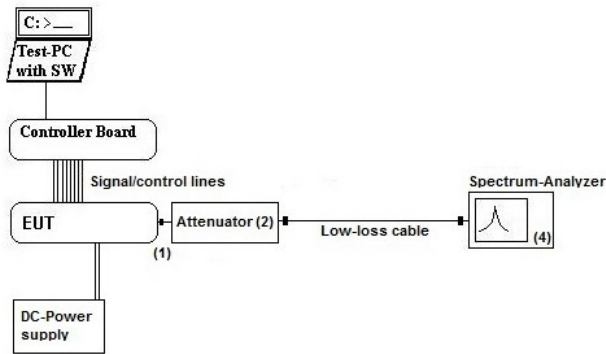 C:>__
Test-PC
with SW
Controller Board
Signal/control lines
Spectrum-Analyzer
EUT
Attenuator (2)
Low-loss cable
(4)
(1)
DC-Power
supply